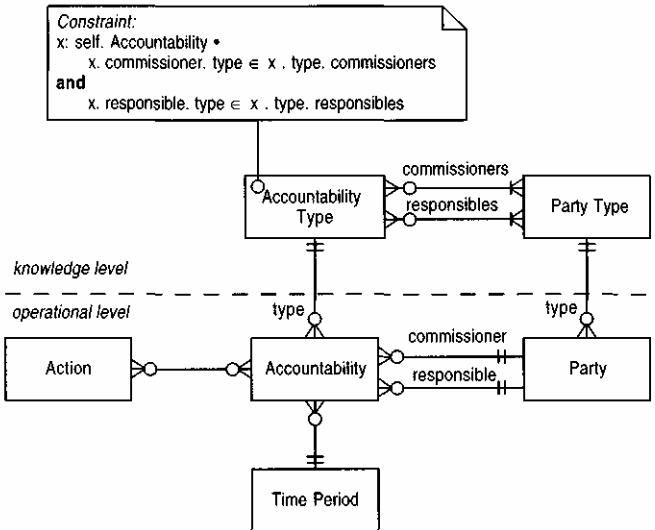 Constraint:
x: self. Accountability •
x. commissioner. type ∈ x . type. commissioners
and
x. responsible. type ∈ x . type. responsibles
commissioners
Accountability
Type
responsibles
Party Type
knowledge level
operational level
type
type
commissioner
Action
Accountability
responsible
Party
Time Period